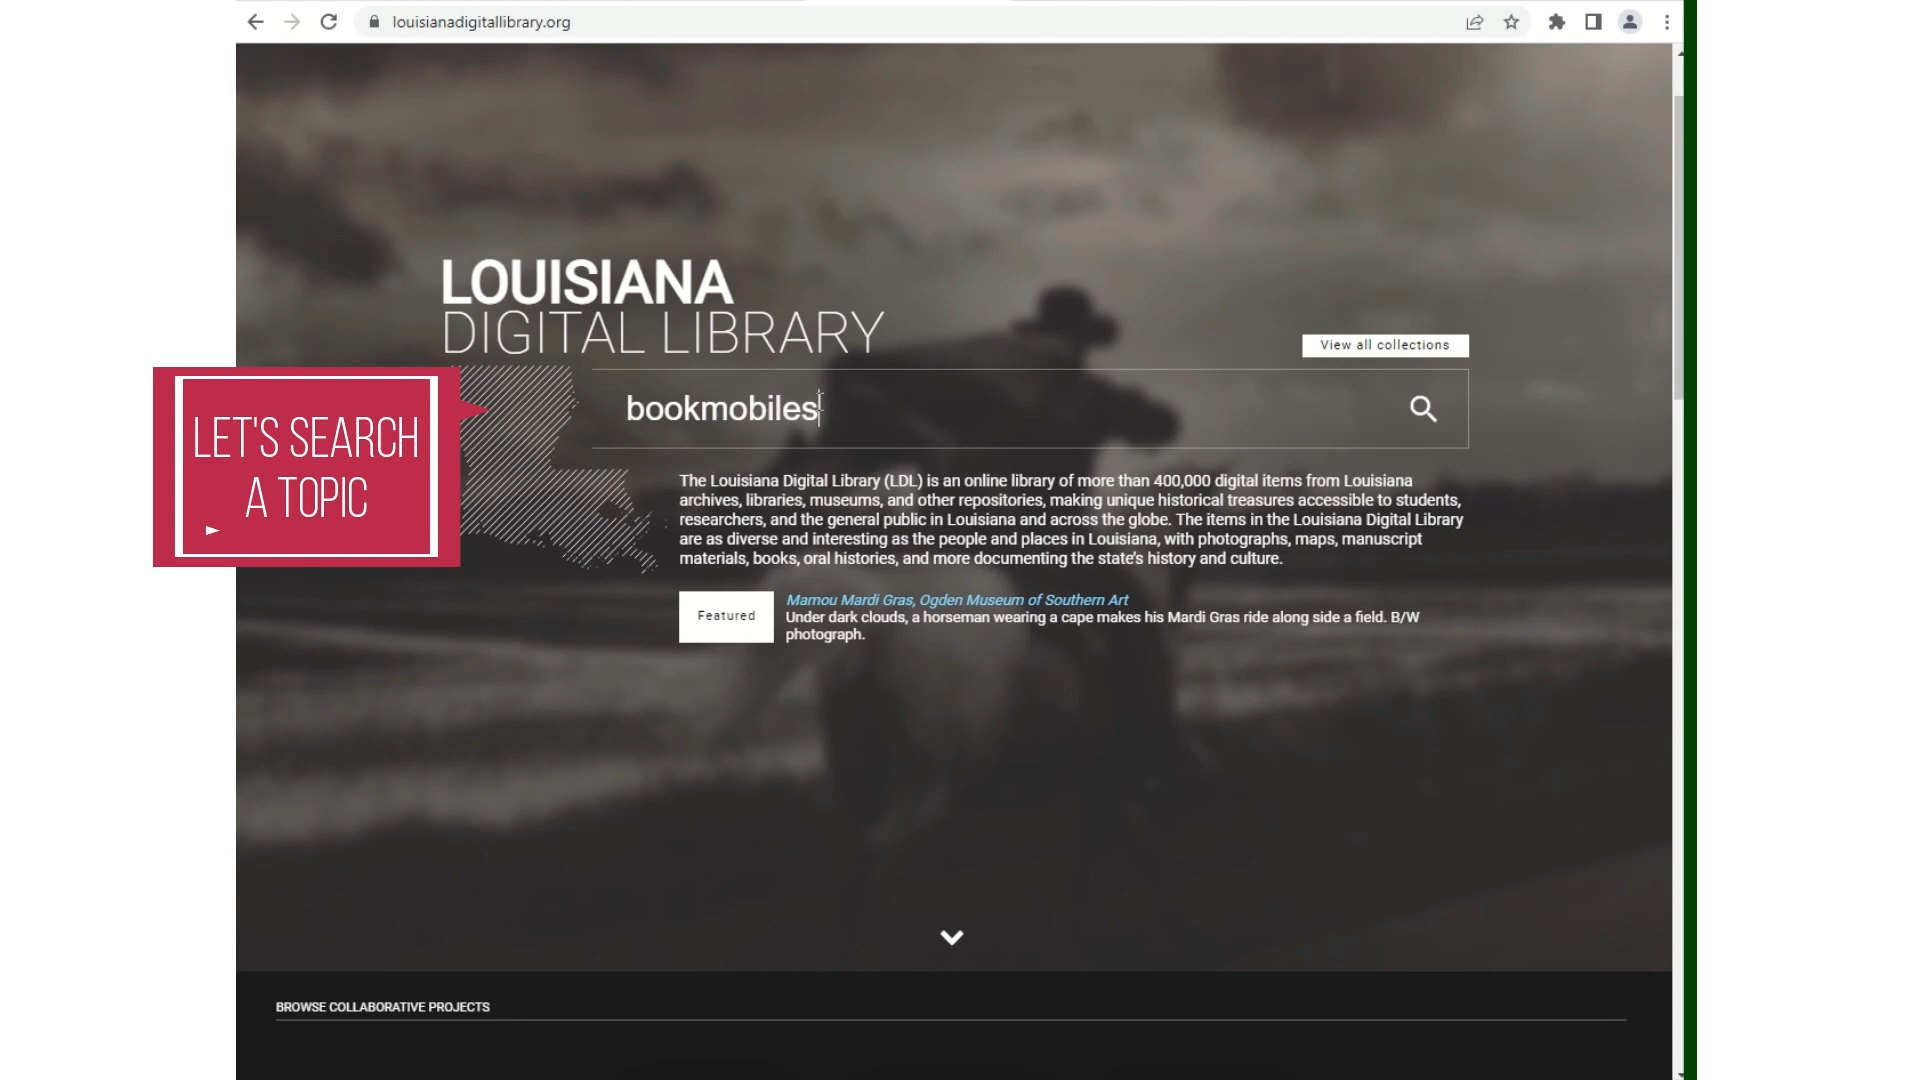 louisianadigitallibrary.org
LOUISIANA
DIGITAL LIBRARY
View all collections
LET'S SEARCH
A TOPIC
bookmobiles
The Louisiana Digital Library (LDL) is an online library of more than 400,000 digital items from Louisiana
archives, libraries, museums, and other repositories, making unique historical treasures accessible to students,
researchers, and the general public in Louisiana and across the globe. The items in the Louisiana Digital Library
are as diverse and interesting as the people and places in Louisiana, with photographs, maps, manuscript
materials, books, oral histories, and more documenting the state's history and culture.
Featured
Mamou Mardi Gras, Ogden Museum of Southern Art
Under dark clouds, a horseman wearing a cape makes his Mardi Gras ride along side a field. B/W
photograph.
BROWSE COLLABORATIVE PROJECTS